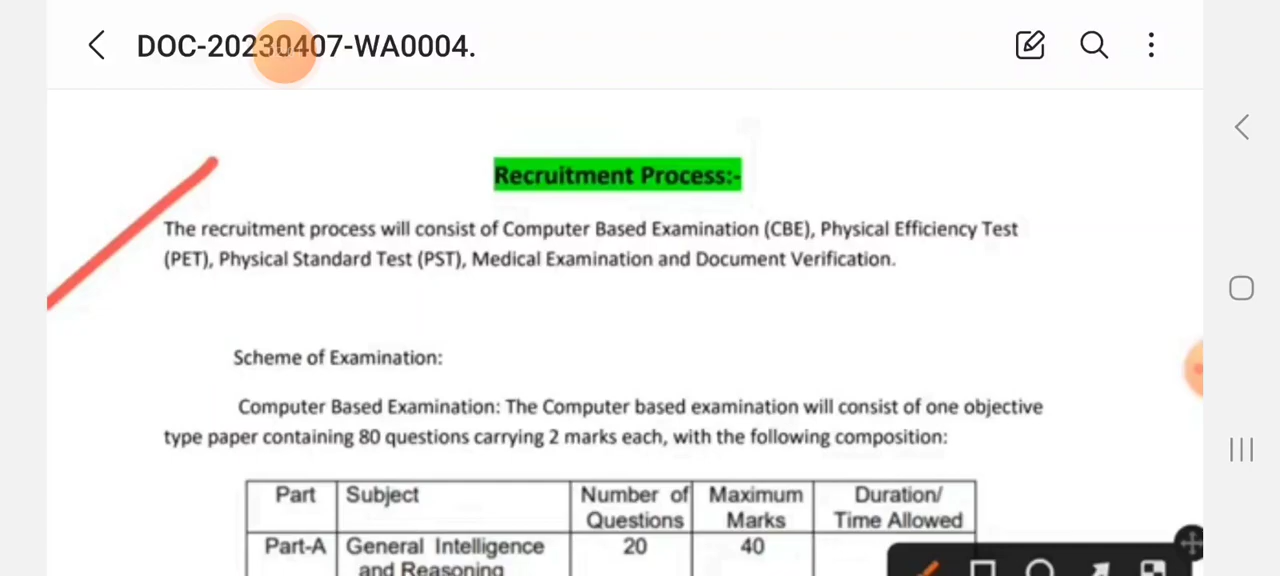 DOC-20230407-WA0004.
Recruitment Process:-
The recruitment process will consist of Computer Based Examination (CBE), Physical Efficiency Test
(PET), Physical Standard Test (PST), Medical Examination and Document Verification.
Scheme of Examination:
Computer Based Examination: The Computer based examination will consist of one objective
type paper containing 80 questions carrying 2 marks each, with the following composition:
Part Subject Number of Maximum Duration/
Questions Marks Time Allowed
Part-A General Intelligence 20 40
and Reasoning